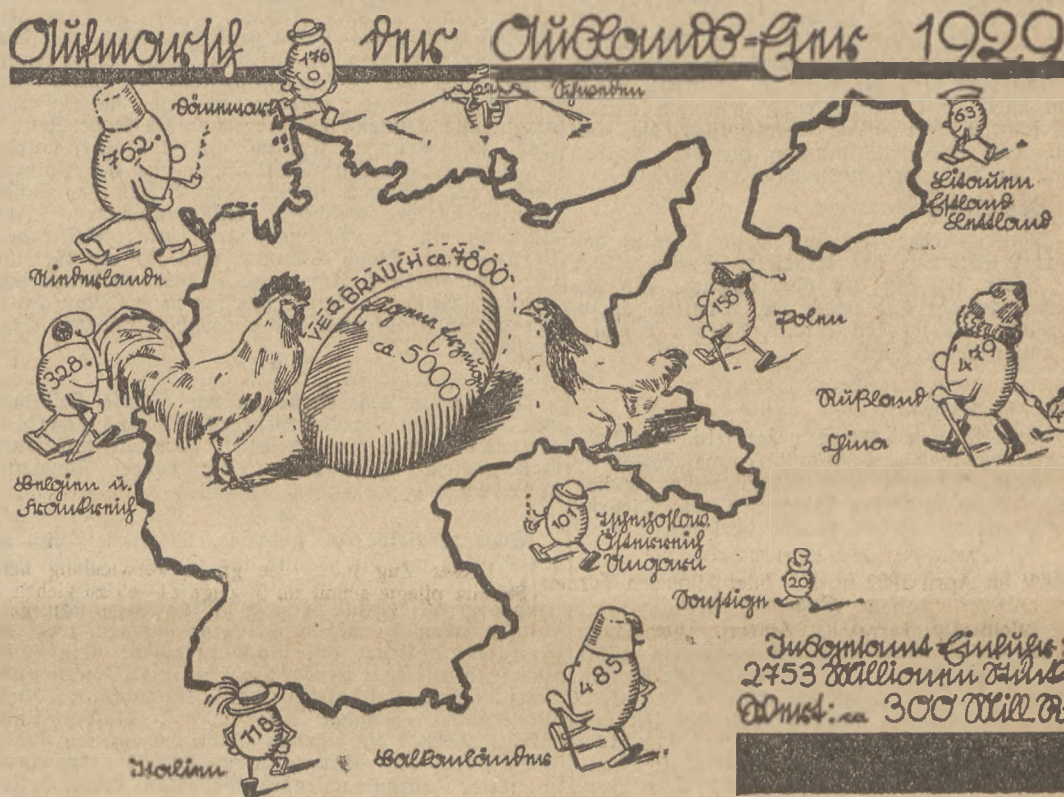 Aufmarsch der Auslands-Eier 1929
176
Dänemark
Schweden
762
Niederlande
63
Litauen
Estland
Lettland
VERBRAUCH ca. 7800
Eigene Erzeug
ca. 5000
158
Polen
328
Belgien u.
Frankreich
479
Rußland
China
101
Tschechoslow.
Österreich
Ungarn
20
Sonstige
485
Balkanländer
118
Italien
Insgesamt-Einfuhr:
2753 Millionen Stück
Wert: ca 300 Mill. R